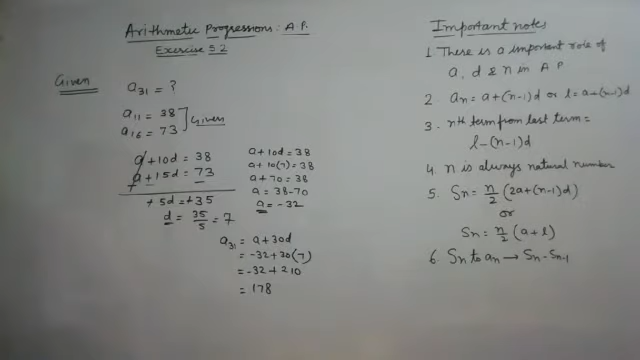 Arithmetic Progressions: A.P.
Exercise 5.2
Given
a31 = ?
a11 = 38
a16 = 73
Given
a + 10d = 38
a + 15d = 73
+ 5d = +35
d = 35/5 = 7
a + 10d = 38
a + 10(7) = 38
a + 70 = 38
a = 38 - 70
a = -32
a31 = a + 30d
= -32 + 30(7)
= -32 + 210
= 178
Important notes
1. There is a important role of
a, d & n in A P
2. an = a + (n-1)d or l = a + (n-1)d
3. nth term from last term =
l - (n-1)d
4. n is always natural number
5. Sn = n/2 (2a + (n-1)d)
or
Sn = n/2 (a + l)
6. Sn to an → Sn - Sn-1